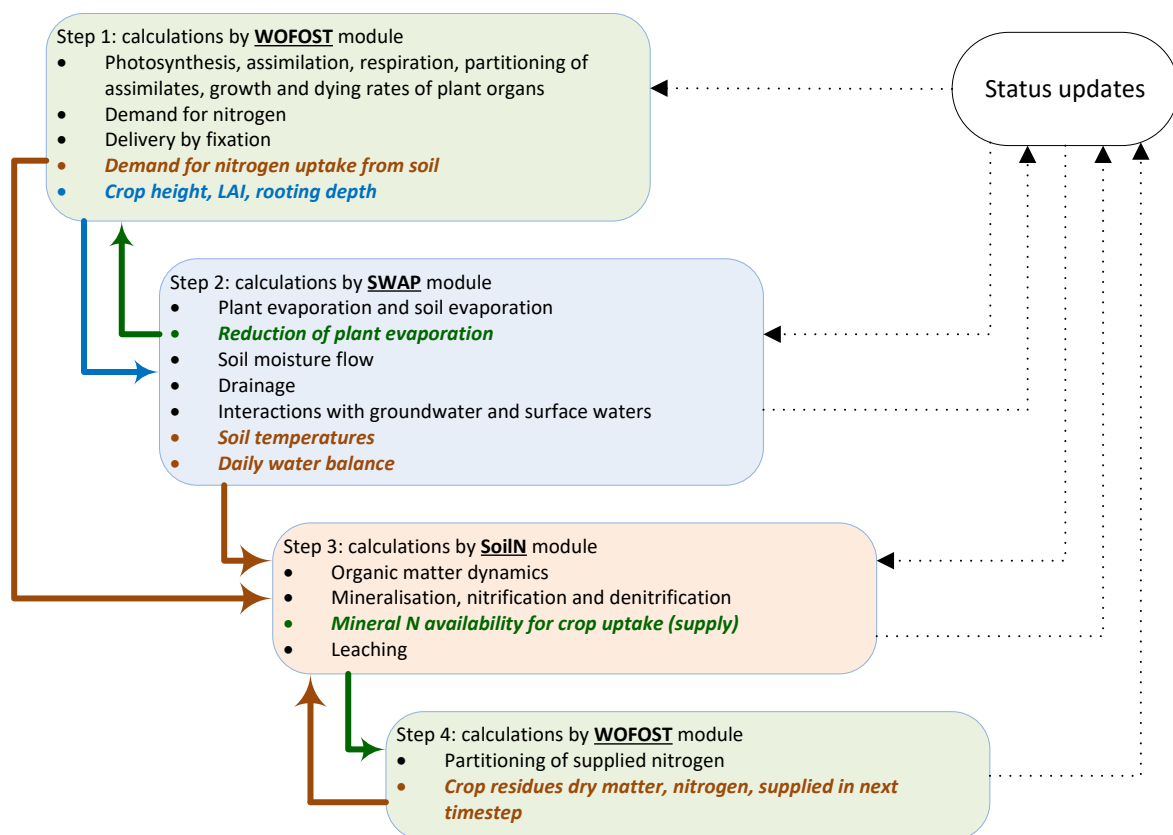 Step 1: calculations by WOFOST module
• Photosynthesis, assimilation, respiration, partitioning of
assimilates, growth and dying rates of plant organs
• Demand for nitrogen
• Delivery by fixation
• Demand for nitrogen uptake from soil
• Crop height, LAI, rooting depth
Status updates
Step 2: calculations by SWAP module
• Plant evaporation and soil evaporation
• Reduction of plant evaporation
• Soil moisture flow
• Drainage
• Interactions with groundwater and surface waters
• Soil temperatures
• Daily water balance
Step 3: calculations by SoilN module
• Organic matter dynamics
• Mineralisation, nitrification and denitrification
• Mineral N availability for crop uptake (supply)
• Leaching
Step 4: calculations by WOFOST module
• Partitioning of supplied nitrogen
• Crop residues dry matter, nitrogen, supplied in next
timestep